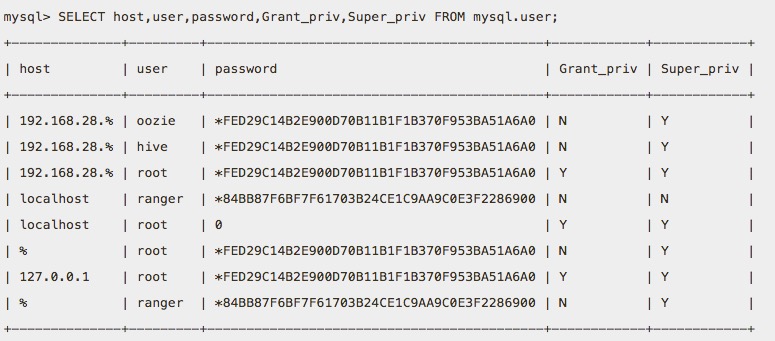 mysql> SELECT host,user,password,Grant_priv,Super_priv FROM mysql.user;
+--------------+--------+-------------------------------------------+------------+------------+
| host         | user   | password                                  | Grant_priv | Super_priv |
+--------------+--------+-------------------------------------------+------------+------------+
| 192.168.28.% | oozie  | *FED29C14B2E900D70B11B1F1B370F953BA51A6A0 | N          | Y          |
| 192.168.28.% | hive   | *FED29C14B2E900D70B11B1F1B370F953BA51A6A0 | N          | Y          |
| 192.168.28.% | root   | *FED29C14B2E900D70B11B1F1B370F953BA51A6A0 | Y          | Y          |
| localhost    | ranger | *84BB87F6BF7F61703B24CE1C9AA9C0E3F2286900 | N          | N          |
| localhost    | root   | 0                                         | Y          | Y          |
| %            | root   | *FED29C14B2E900D70B11B1F1B370F953BA51A6A0 | N          | Y          |
| 127.0.0.1    | root   | *FED29C14B2E900D70B11B1F1B370F953BA51A6A0 | Y          | Y          |
| %            | ranger | *84BB87F6BF7F61703B24CE1C9AA9C0E3F2286900 | N          | Y          |
+--------------+--------+-------------------------------------------+------------+------------+